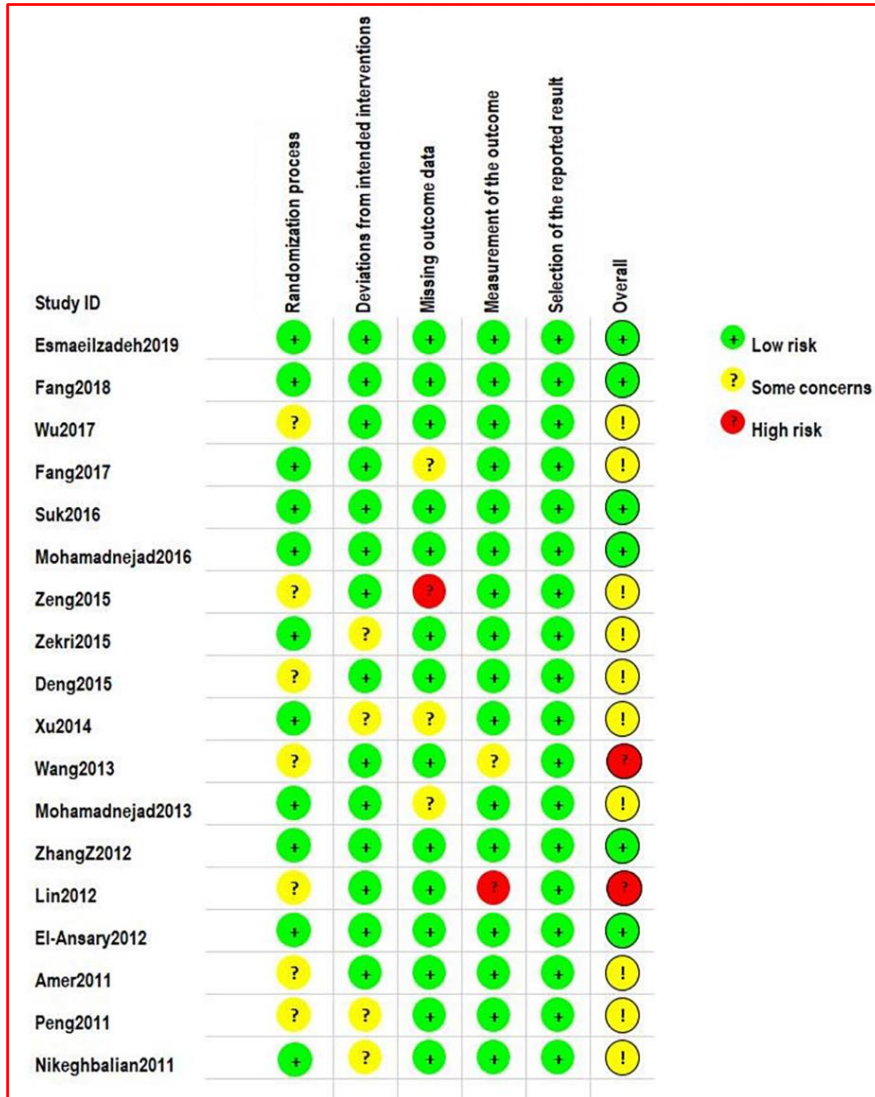 Randomization process
Deviations from intended interventions
Missing outcome data
Measurement of the outcome
Selection of the reported result
Overall
Study ID
Esmaeilzadeh2019 + + + + + +
Fang2018 + + + + + +
Wu2017 ? + + + + !
Fang2017 + + ? + + !
Suk2016 + + + + + +
Mohamadnejad2016 + + + + + +
Zeng2015 ? + ? + + !
Zekri2015 + ? + + + !
Deng2015 ? + + + + !
Xu2014 + ? ? + + !
Wang2013 ? + + ? + ?
Mohamadnejad2013 + + ? + + !
ZhangZ2012 + + + + + +
Lin2012 ? + + ? + ?
El-Ansary2012 + + + + + +
Amer2011 ? + + + + !
Peng2011 ? ? + + + !
Nikeghbalian2011 + ? + + + !
+ Low risk
? Some concerns
? High risk